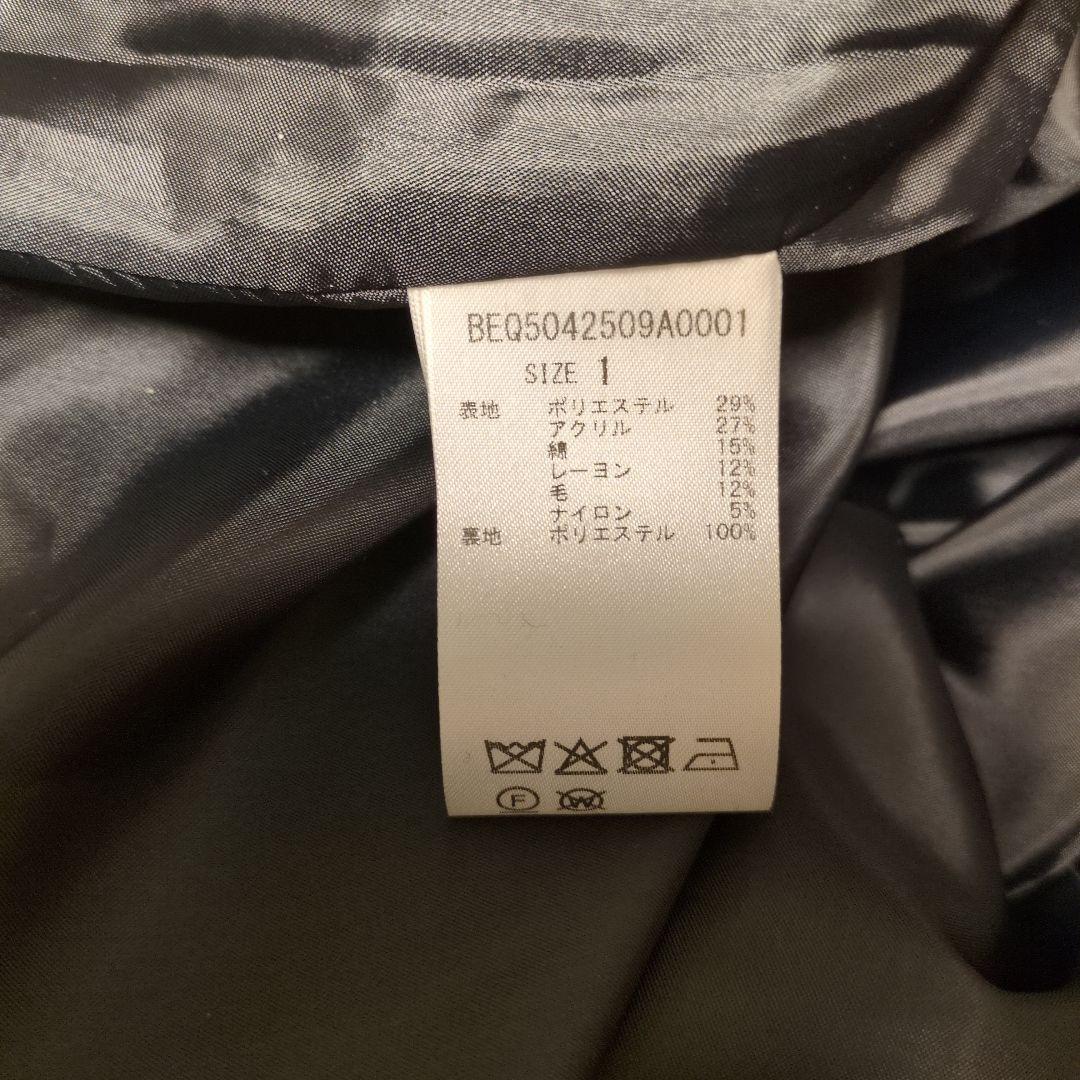 BEQ5042509A0001
SIZE 1
表地 ポリエステル 29%
アクリル 27%
綿 15%
レーヨン 12%
毛 12%
ナイロン 5%
裏地 ポリエステル 100%
F W